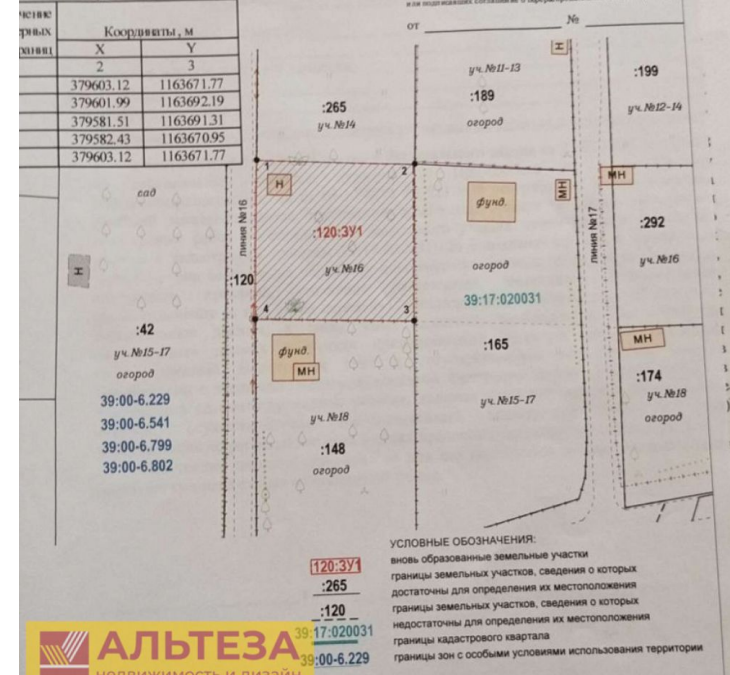 Координаты, м
X Y
2 3
379603.12 1163671.77
379601.99 1163692.19
379581.51 1163691.31
379582.43 1163670.95
379603.12 1163671.77
от №
:265
уч.№14
уч.№11-13
:189
огород
Н
:199
уч.№12-14
1
2
Н
:120:ЗУ1
уч.№16
4
3
линия №16
:120
сад
Н
:42
уч.№15-17
огород
39:00-6.229
39:00-6.541
39:00-6.799
39:00-6.802
фунд.
МН
уч.№18
:148
огород
фунд.
МН
огород
39:17:020031
:165
уч.№15-17
линия №17
МН
:292
уч.№16
МН
:174
уч.№18
огород
УСЛОВНЫЕ ОБОЗНАЧЕНИЯ:
:120:ЗУ1 вновь образованные земельные участки
:265 границы земельных участков, сведения о которых
достаточны для определения их местоположения
:120 границы земельных участков, сведения о которых
недостаточны для определения их местоположения
39:17:020031 границы кадастрового квартала
39:00-6.229 границы зон с особыми условиями использования территории
АЛЬТЕЗА
недвижимость и дизайн